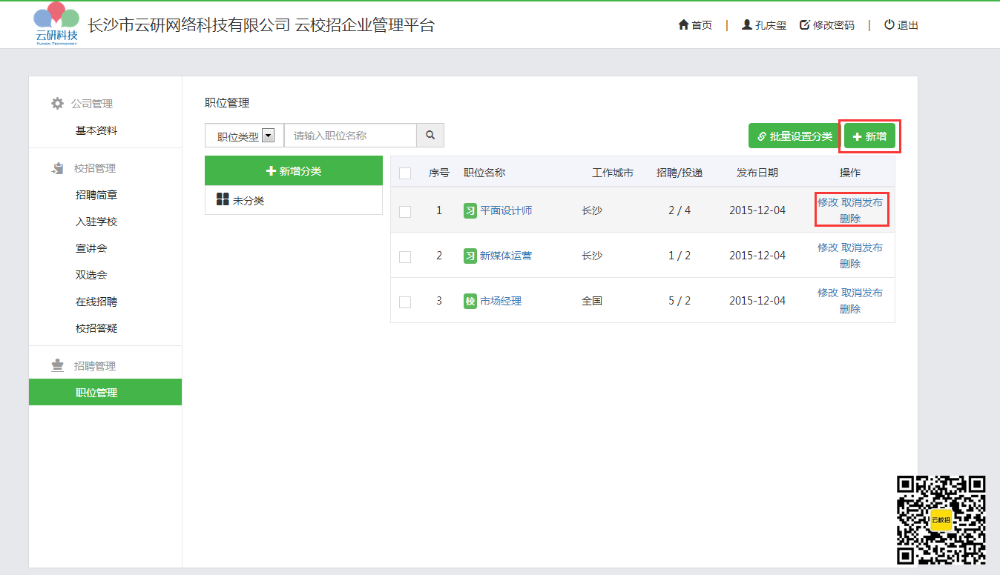 云研科技
YUNON TECHNOLOGY
长沙市云研网络科技有限公司 云校招企业管理平台
首页 | 孔庆玺 修改密码 | 退出
公司管理
基本资料
校招管理
招聘简章
入驻学校
宣讲会
双选会
在线招聘
校招答疑
招聘管理
职位管理
职位管理
职位类型 请输入职位名称
批量设置分类 新增
新增分类
未分类
序号 职位名称 工作城市 招聘/投递 发布日期 操作
1 习 平面设计师 长沙 2 / 4 2015-12-04 修改 取消发布
删除
2 习 新媒体运营 长沙 1 / 2 2015-12-04 修改 取消发布
删除
3 校 市场经理 全国 5 / 2 2015-12-04 修改 取消发布
删除
云校招